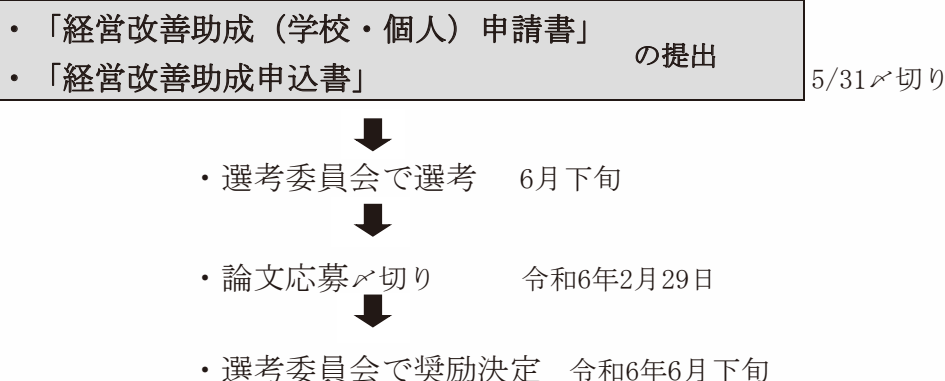 ・「経営改善助成（学校・個人）申請書」
・「経営改善助成申込書」
の提出
5/31〆切り
・選考委員会で選考　6月下旬
・論文応募〆切り　令和6年2月29日
・選考委員会で奨励決定　令和6年6月下旬